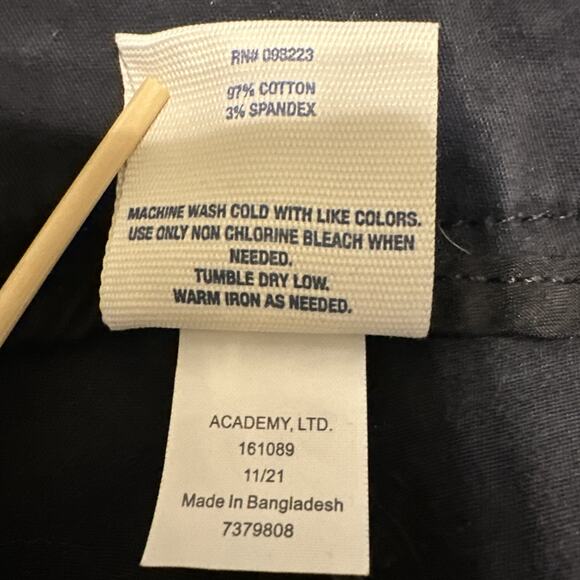 RN# 098223
97% COTTON
3% SPANDEX
MACHINE WASH COLD WITH LIKE COLORS.
USE ONLY NON CHLORINE BLEACH WHEN
NEEDED.
TUMBLE DRY LOW.
WARM IRON AS NEEDED.
ACADEMY, LTD.
161089
11/21
Made In Bangladesh
7379808